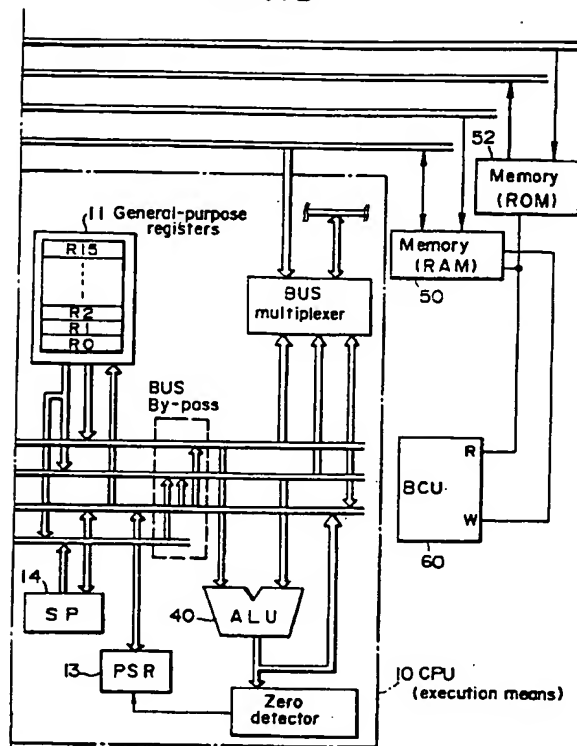 52
Memory
(ROM)
11 General-purpose
registers
R15
R2
R1
R0
BUS
multiplexer
Memory
(RAM)
50
BUS
By-pass
R
BCU
W
60
14
SP
40
ALU
13
PSR
Zero
detector
10 CPU
(execution means)